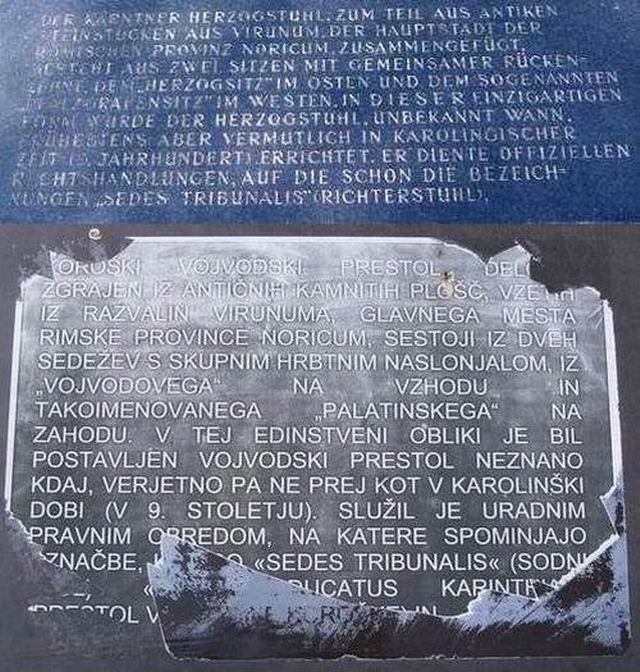 DER KÄRNTNER HERZOGSTUHL, ZUM TEIL AUS ANTIKEN
STEINSTÜCKEN AUS VIRUNUM, DER HAUPTSTADT DER
RÖMISCHEN PROVINZ NORICUM, ZUSAMMENGEFÜGT,
BESTEHT AUS ZWEI SITZEN MIT GEMEINSAMER RÜCKEN-
LEHNE, DEM „HERZOGSITZ" IM OSTEN UND DEM SOGENANNTEN
„PFALZGRAFENSITZ" IM WESTEN. IN DIESER EINZIGARTIGEN
FORM WURDE DER HERZOGSTUHL, UNBEKANNT WANN,
FRÜHESTENS ABER VERMUTLICH IN KAROLINGISCHER
ZEIT (9. JAHRHUNDERT) ERRICHTET. ER DIENTE OFFIZIELLEN
RECHTSHANDLUNGEN, AUF DIE SCHON DIE BEZEICH-
NUNGEN „SEDES TRIBUNALIS" (RICHTERSTUHL),
OROŠKI VOJVODSKI PRESTOL, DEL
ZGRAJEN IZ ANTIČNIH KAMNITIH PLOŠČ, VZETIH
IZ RAZVALIN VIRUNUMA, GLAVNEGA MESTA
RIMSKE PROVINCE NORICUM, SESTOJI IZ DVEH
SEDEŽEV S SKUPNIM HRBTNIM NASLONJALOM, IZ
„VOJVODOVEGA“ NA VZHODU IN
TAKOIMENOVANEGA „PALATINSKEGA“ NA
ZAHODU. V TEJ EDINSTVENI OBLIKI JE BIL
POSTAVLJEN VOJVODSKI PRESTOL NEZNANO
KDAJ, VERJETNO PA NE PREJ KOT V KAROLINŠKI
DOBI (V 9. STOLETJU). SLUŽIL JE URADNIM
PRAVNIM OBREDOM, NA KATERE SPOMINJAJO
ZNAČBE, O «SEDES TRIBUNALIS« (SODNI
DUCATUS KARINT
PRESTOL V